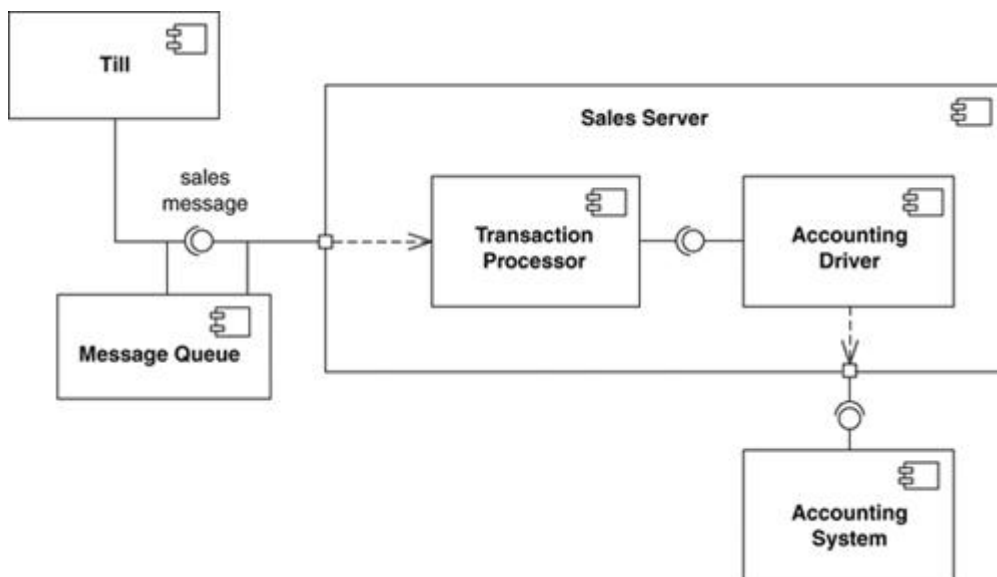 Till
Sales Server
sales
message
Transaction
Processor
Accounting
Driver
Message Queue
Accounting
System